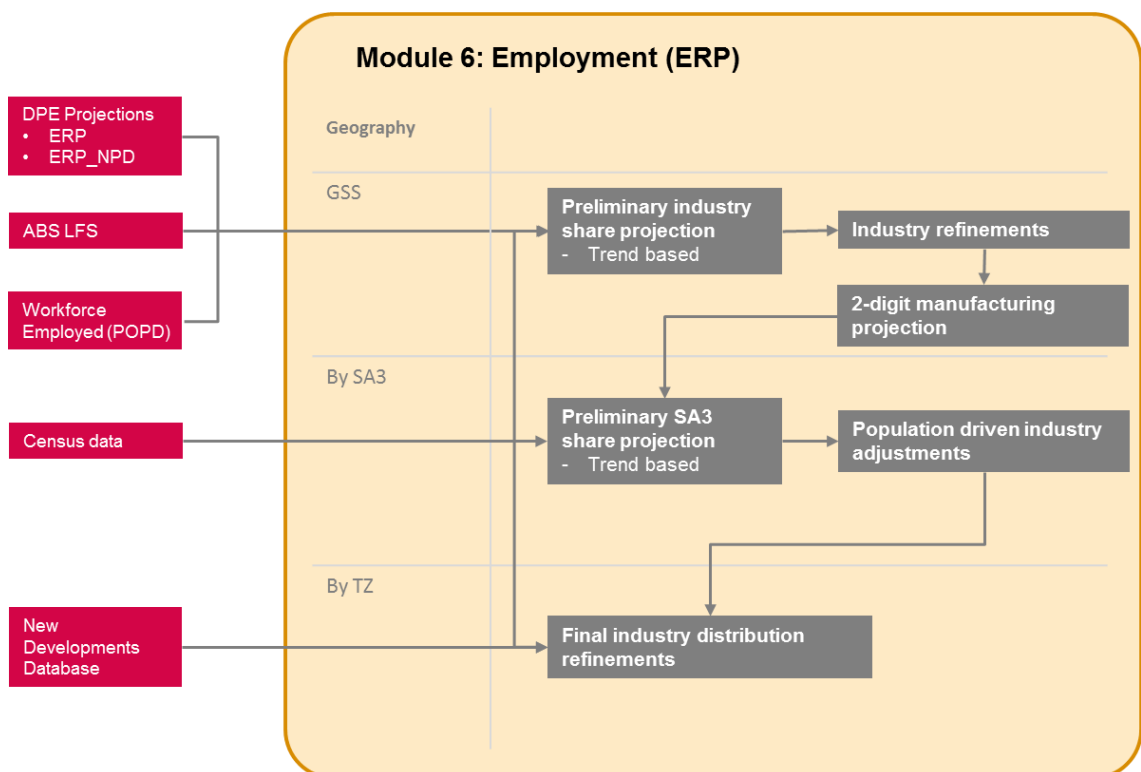 Module 6: Employment (ERP)
DPE Projections
• ERP
• ERP_NPD
ABS LFS
Workforce
Employed (POPD)
Census data
New
Developments
Database
Geography
GSS
Preliminary industry
share projection
- Trend based
Industry refinements
2-digit manufacturing
projection
By SA3
Preliminary SA3
share projection
- Trend based
Population driven industry
adjustments
By TZ
Final industry distribution
refinements